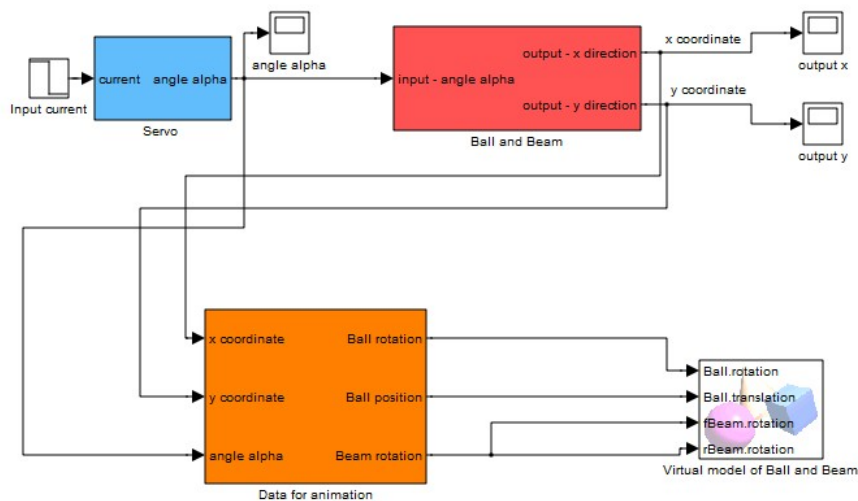 Input current
current
angle alpha
Servo
angle alpha
input - angle alpha
output - x direction
output - y direction
Ball and Beam
x coordinate
output x
y coordinate
output y
x coordinate
y coordinate
angle alpha
Ball rotation
Ball position
Beam rotation
Data for animation
Ball.rotation
Ball.translation
fBeam.rotation
rBeam.rotation
Virtual model of Ball and Beam